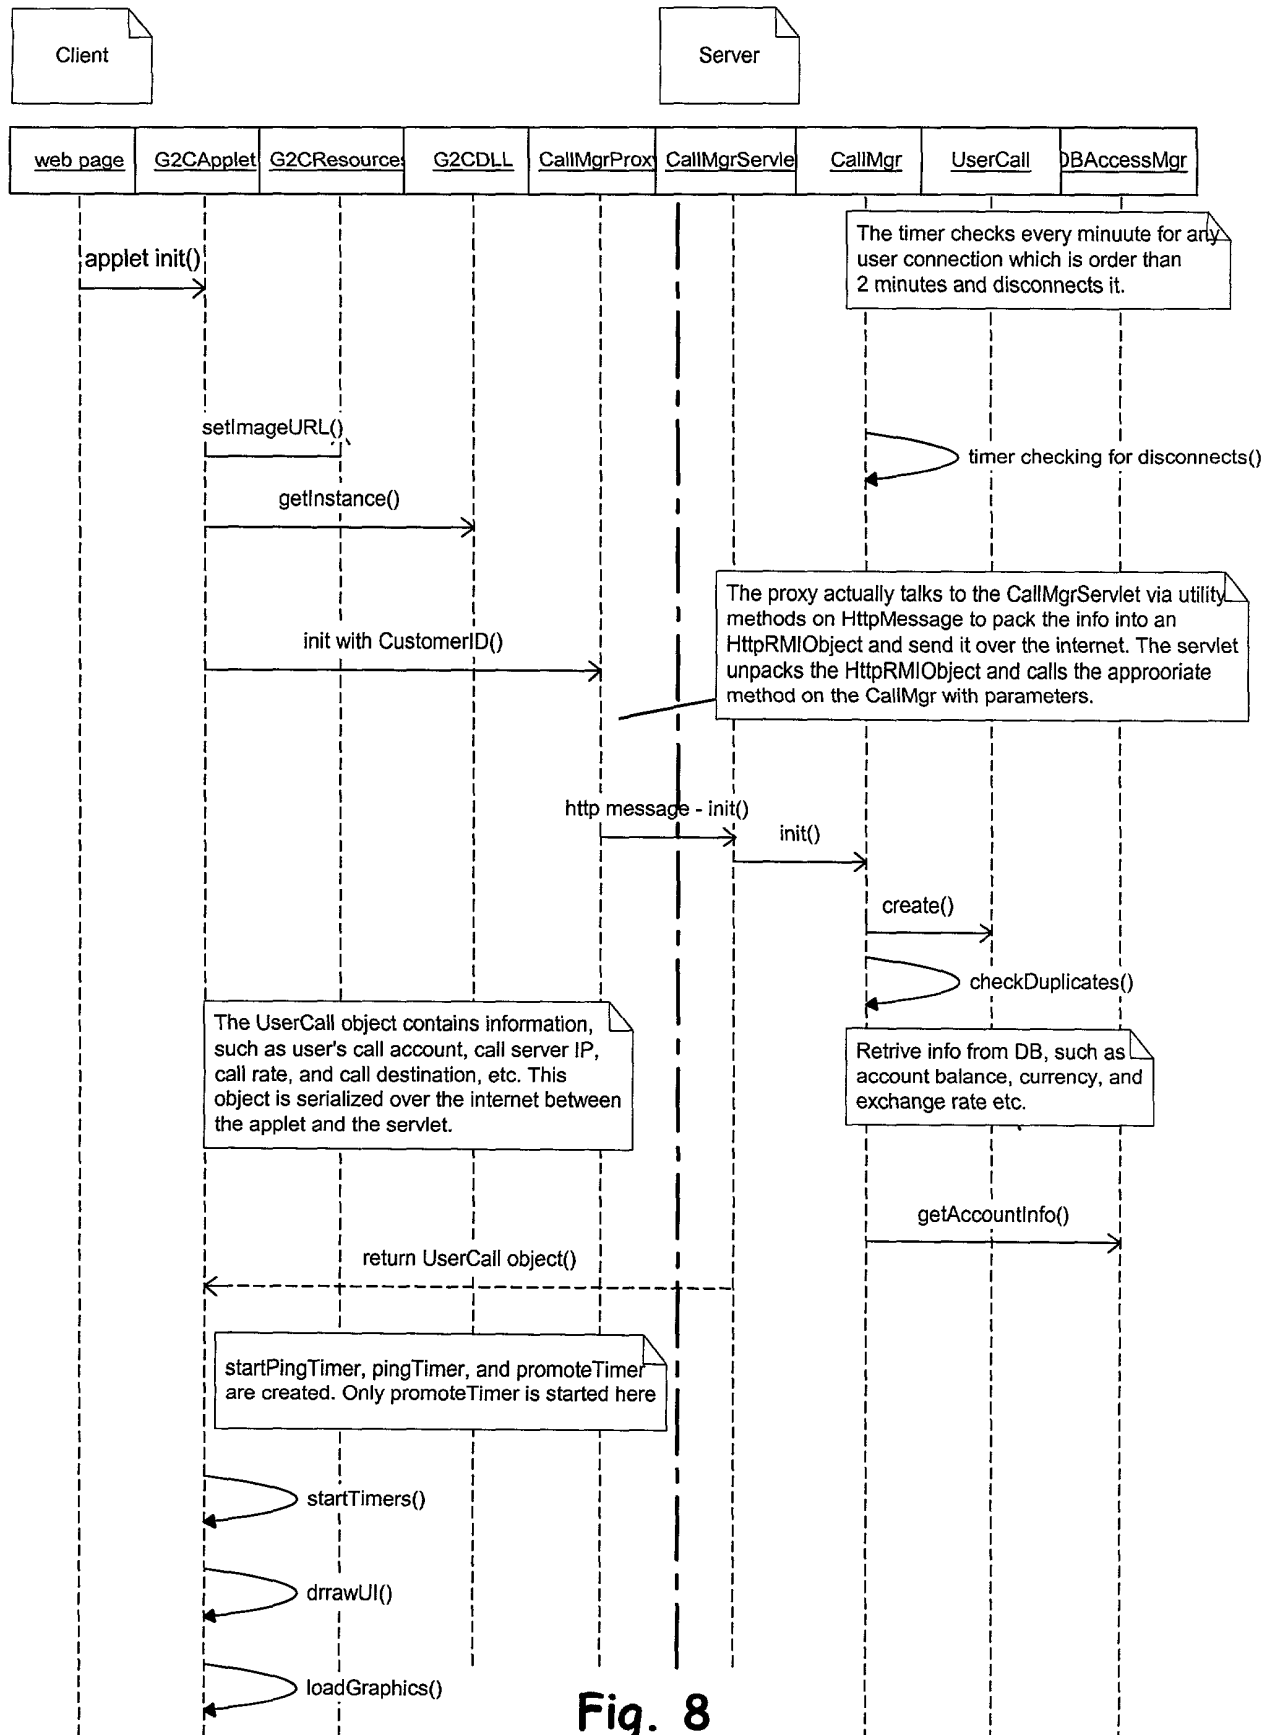 Client
Server
web page
G2CApplet
G2CResources
G2CDLL
CallMgrProxy
CallMgrServle
CallMgr
UserCall
DBAccessMgr
The timer checks every minuute for any
user connection which is order than
2 minutes and disconnects it.
applet init()
setImageURL()
timer checking for disconnects()
getInstance()
The proxy actually talks to the CallMgrServlet via utility
methods on HttpMessage to pack the info into an
HttpRMIObject and send it over the internet. The servlet
unpacks the HttpRMIObject and calls the approoriate
method on the CallMgr with parameters.
init with CustomerID()
http message - init()
init()
create()
checkDuplicates()
The UserCall object contains information,
such as user's call account, call server IP,
call rate, and call destination, etc. This
object is serialized over the internet between
the applet and the servlet.
Retrive info from DB, such as
account balance, currency, and
exchange rate etc.
getAccountInfo()
return UserCall object()
startPingTimer, pingTimer, and promoteTimer
are created. Only promoteTimer is started here
startTimers()
drrawUI()
loadGraphics()
Fig. 8